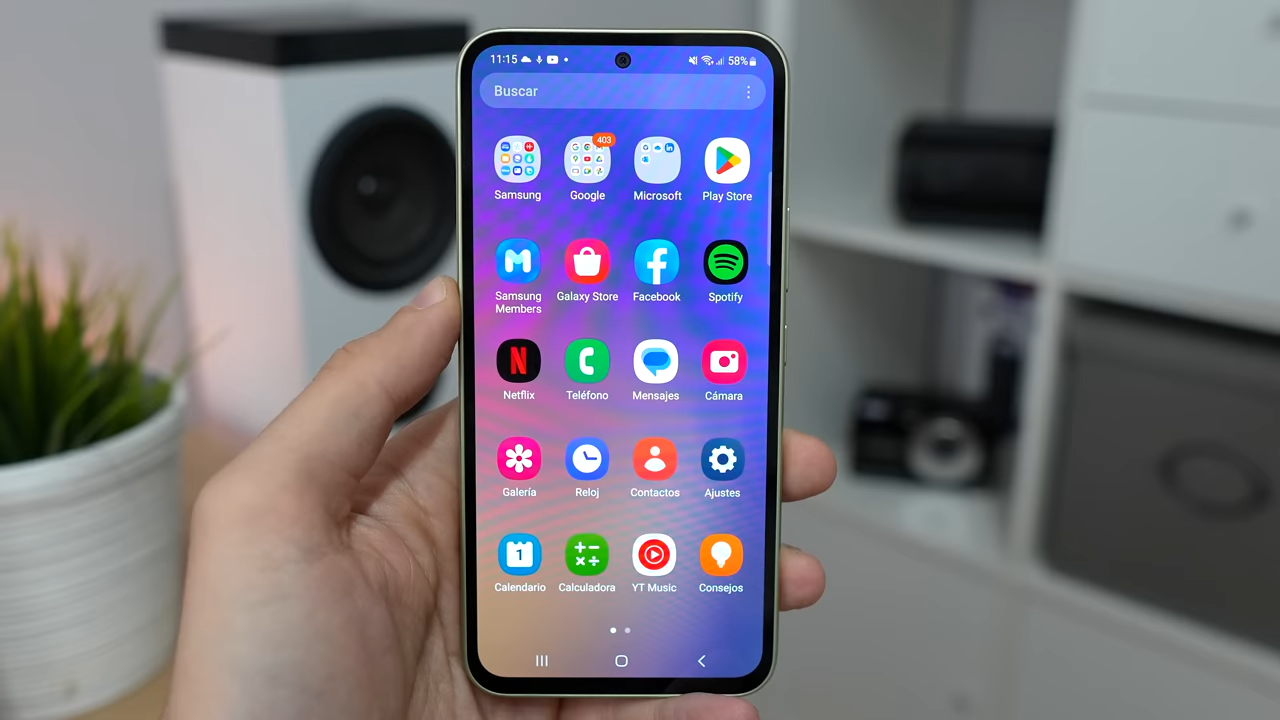 11:15
58%
Buscar
403
Samsung
Google
Microsoft
Play Store
Samsung
Members
Galaxy Store
Facebook
Spotify
Netflix
Teléfono
Mensajes
Cámara
Galería
Reloj
Contactos
Ajustes
1
Calendario
Calculadora
YT Music
Consejos